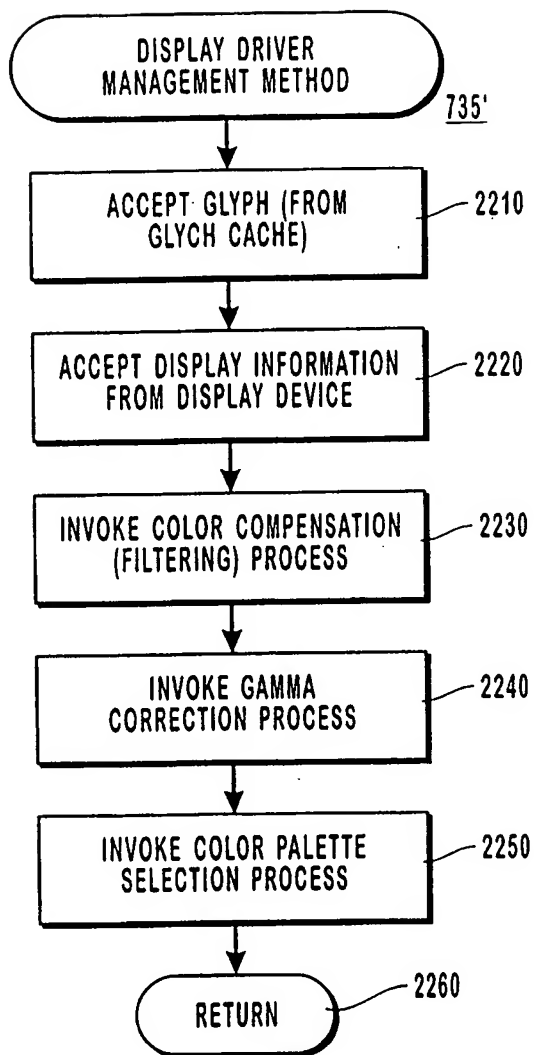 DISPLAY DRIVER
MANAGEMENT METHOD
735'
ACCEPT GLYPH (FROM
GLYCH CACHE)
2210
ACCEPT DISPLAY INFORMATION
FROM DISPLAY DEVICE
2220
INVOKE COLOR COMPENSATION
(FILTERING) PROCESS
2230
INVOKE GAMMA
CORRECTION PROCESS
2240
INVOKE COLOR PALETTE
SELECTION PROCESS
2250
RETURN
2260